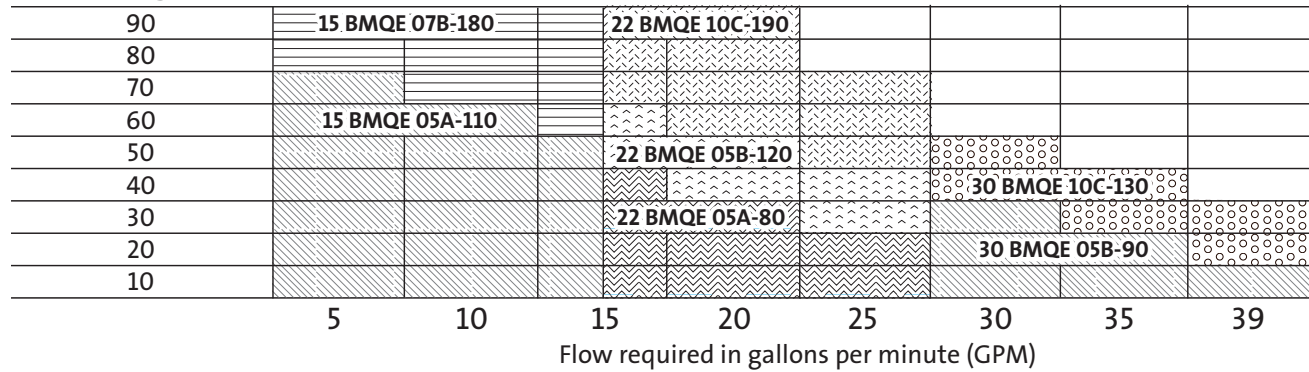 90 15 BMQE 07B-180 22 BMQE 10C-190
80
70
60 15 BMQE 05A-110
50 22 BMQE 05B-120
40 30 BMQE 10C-130
30 22 BMQE 05A-80
20 30 BMQE 05B-90
10
5 10 15 20 25 30 35 39
Flow required in gallons per minute (GPM)